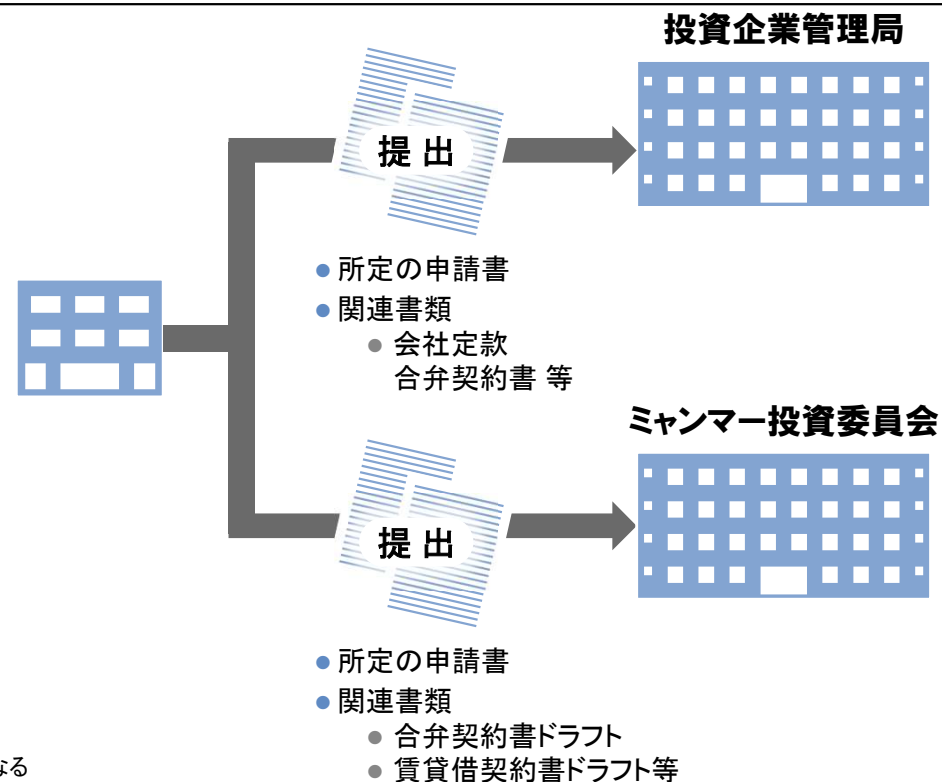 投資企業管理局
提出
● 所定の申請書
● 関連書類
● 会社定款
合弁契約書 等
ミャンマー投資委員会
提出
● 所定の申請書
● 関連書類
● 合弁契約書ドラフト
● 賃貸借契約書ドラフト等
なる